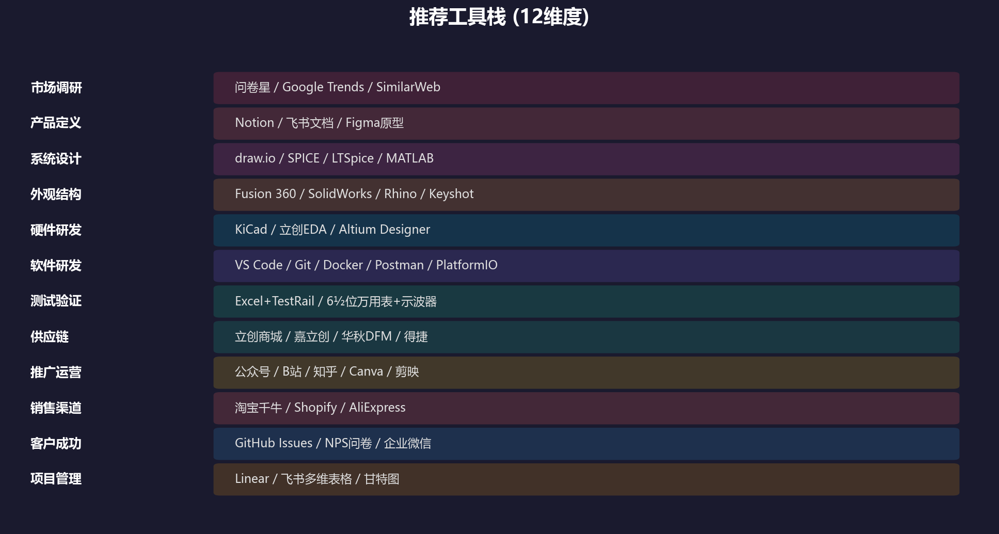 推荐工具栈 (12维度)
市场调研 问卷星 / Google Trends / SimilarWeb
产品定义 Notion / 飞书文档 / Figma原型
系统设计 draw.io / SPICE / LTSpice / MATLAB
外观结构 Fusion 360 / SolidWorks / Rhino / Keyshot
硬件研发 KiCad / 立创EDA / Altium Designer
软件研发 VS Code / Git / Docker / Postman / PlatformIO
测试验证 Excel+TestRail / 6½位万用表+示波器
供应链 立创商城 / 嘉立创 / 华秋DFM / 得捷
推广运营 公众号 / B站 / 知乎 / Canva / 剪映
销售渠道 淘宝千牛 / Shopify / AliExpress
客户成功 GitHub Issues / NPS问卷 / 企业微信
项目管理 Linear / 飞书多维表格 / 甘特图